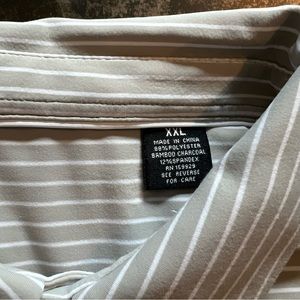 XXL
MADE IN CHINA
88%POLYESTER
BAMBOO CHARCOAL
12%SPANDEX
RN 159929
SEE REVERSE
FOR CARE